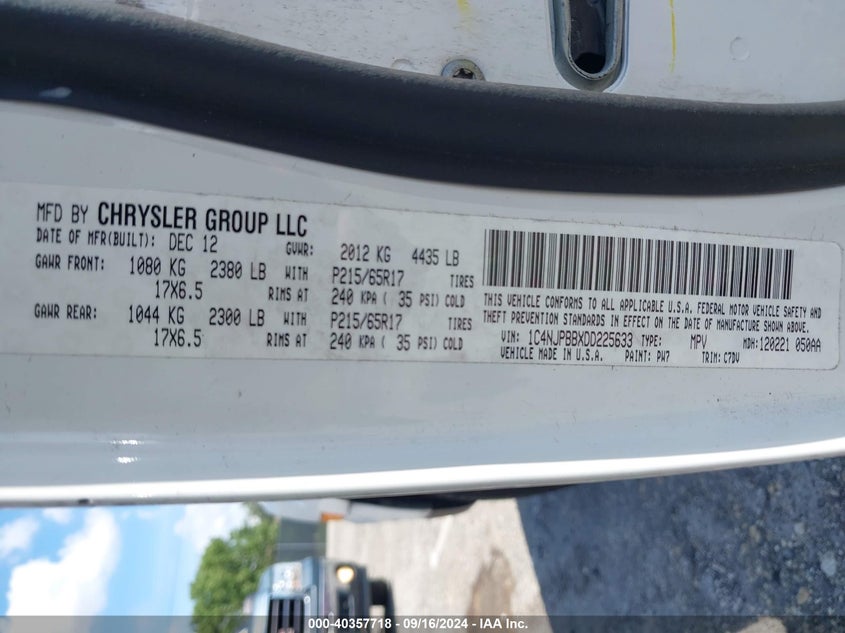 MFD BY CHRYSLER GROUP LLC
DATE OF MFR(BUILT): DEC 12 GVWR: 2012 KG 4435 LB
GAWR FRONT: 1080 KG 2380 LB WITH P215/65R17 TIRES
17X6.5 RIMS AT 240 KPA ( 35 PSI) COLD
GAWR REAR: 1044 KG 2300 LB WITH P215/65R17 TIRES
17X6.5 RIMS AT 240 KPA ( 35 PSI) COLD
THIS VEHICLE CONFORMS TO ALL APPLICABLE U.S.A. FEDERAL MOTOR VEHICLE SAFETY AND
THEFT PREVENTION STANDARDS IN EFFECT ON THE DATE OF MANUFACTURE SHOWN ABOVE.
VIN: 1C4NJPBBXDD225633 TYPE: MPV MDH: 120221 050AA
VEHICLE MADE IN U.S.A. PAINT: PW7 TRIM: C7DV
000-40357718 - 09/16/2024 - IAA Inc.